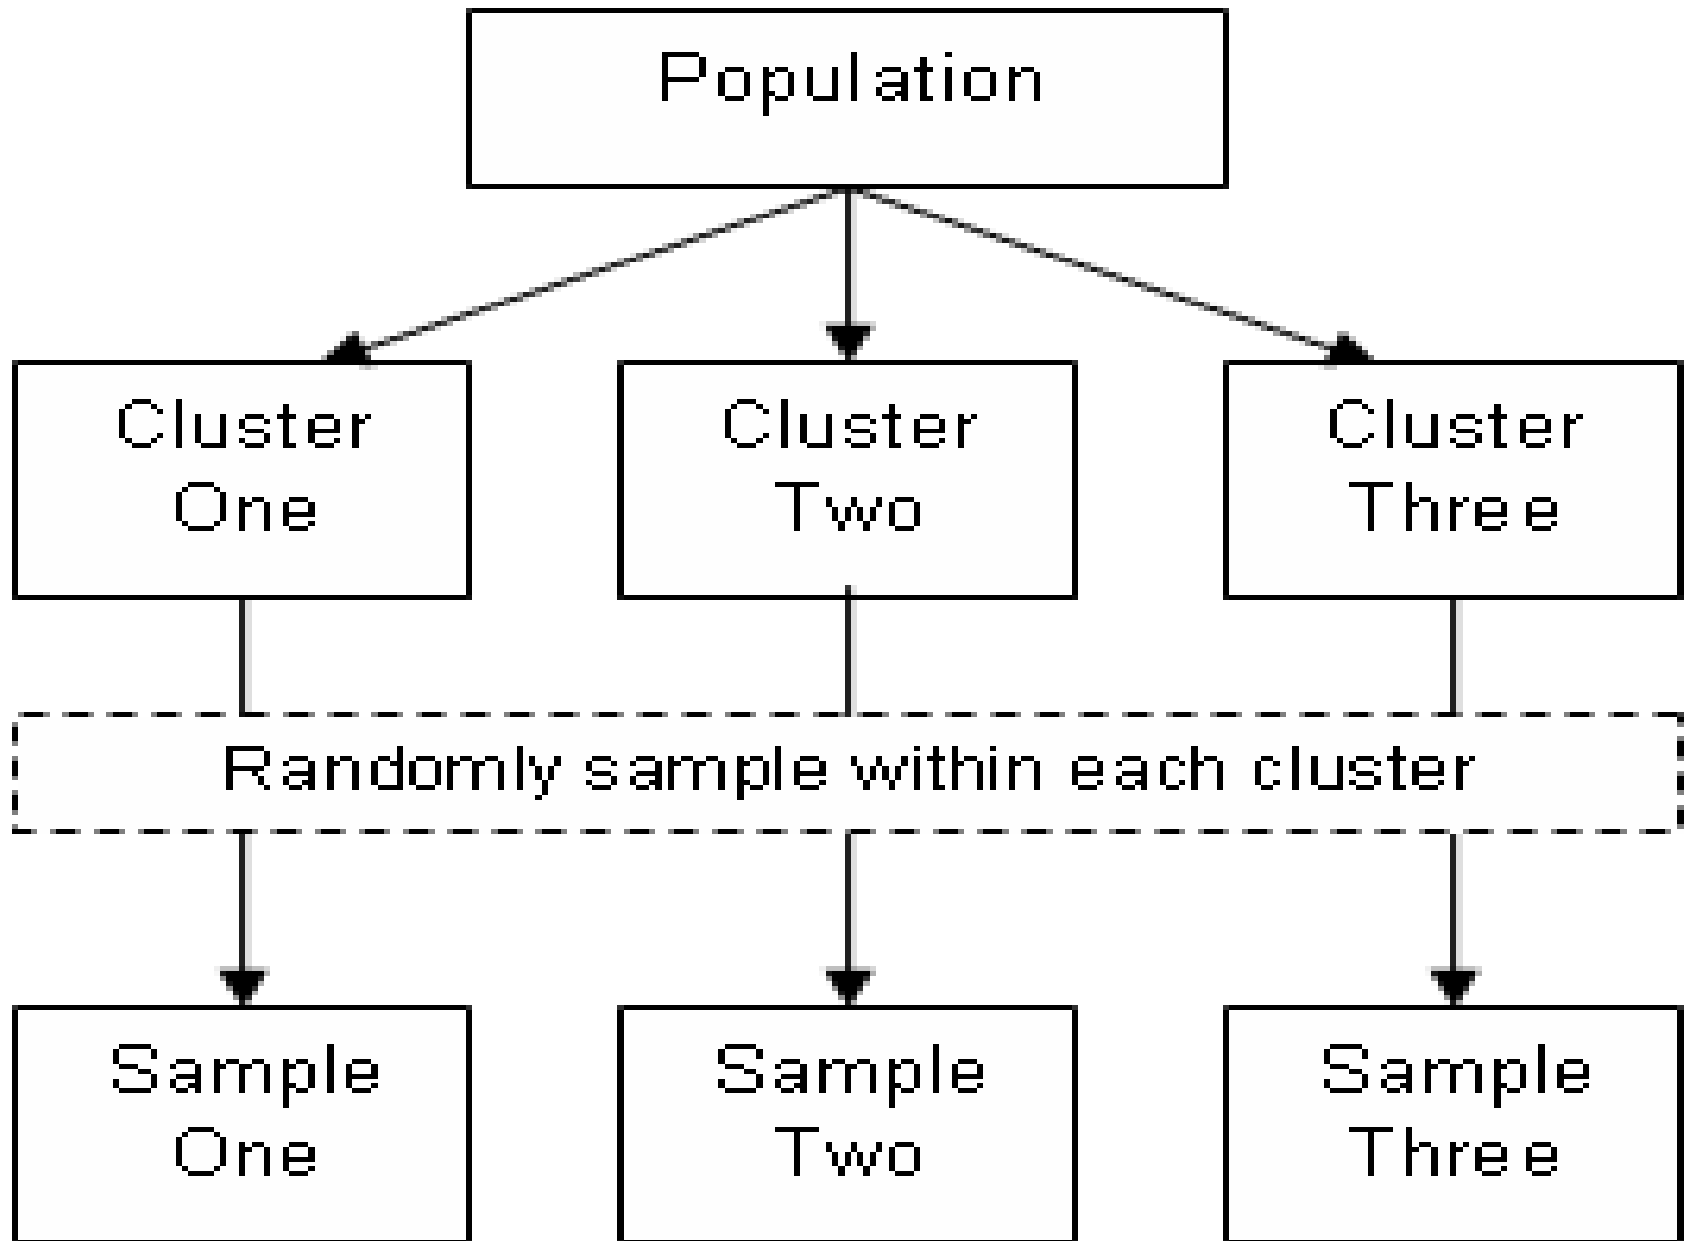 Population
Cluster
One
Cluster
Two
Cluster
Three
Randomly sample within each cluster
Sample
One
Sample
Two
Sample
Three